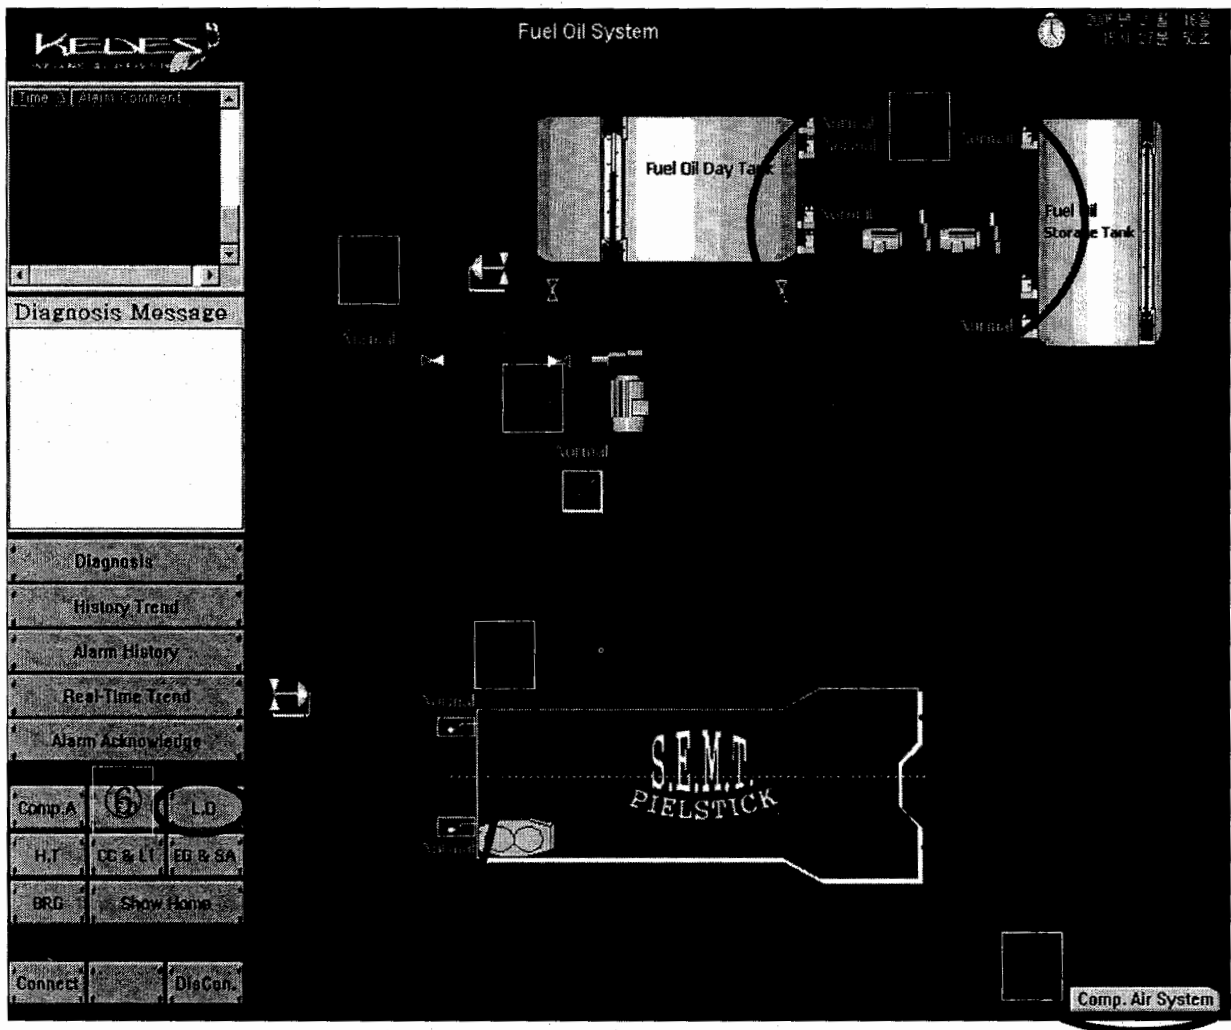 KEDES
Fuel Oil System
Time
Alarm Comment
Normal
Normal
Normal
Fuel Oil Day Tank
Normal
Fuel Oil
Storage Tank
Diagnosis Message
Normal
Normal
Normal
Diagnosis
History Trend
Alarm History
Real-Time Trend
Alarm Acknowledge
Normal
S.E.M.T.
PIELSTICK
Comp.A
⑥
L.O
Normal
H.T
CC & LT
EG & SA
BRG
Show Home
Connect
DisCon.
Comp. Air System